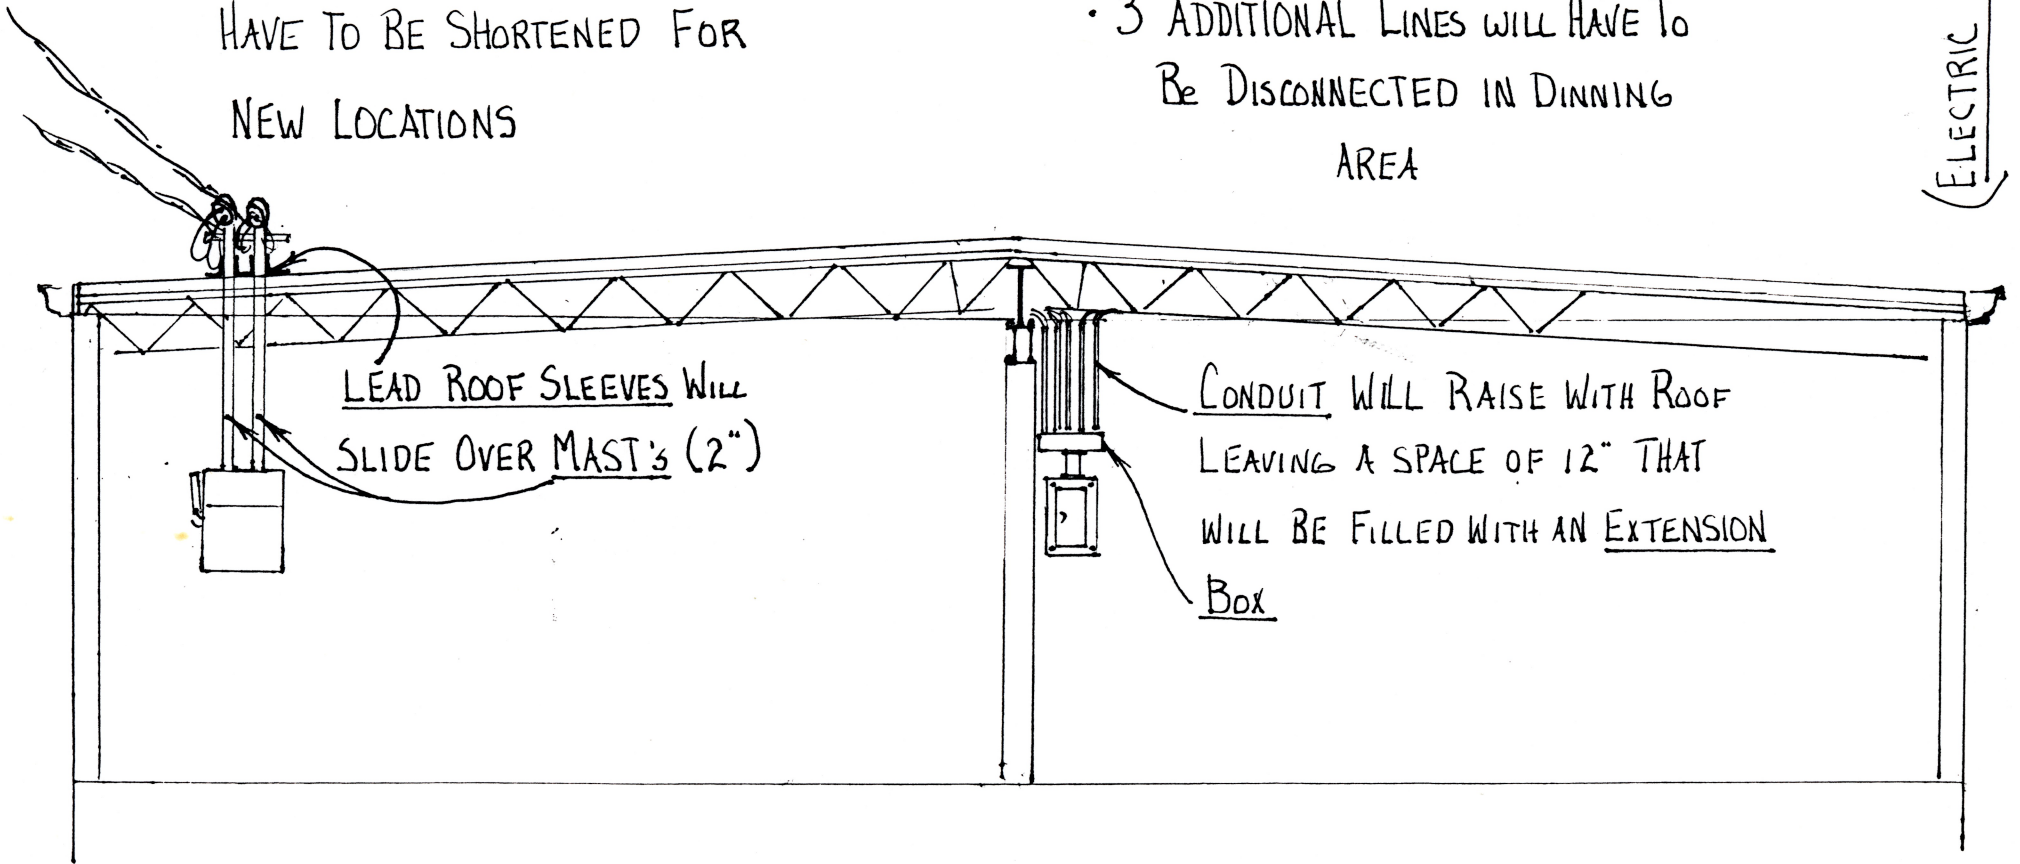 HAVE TO BE SHORTENED FOR
NEW LOCATIONS
• 3 ADDITIONAL LINES WILL HAVE TO
Be DISCONNECTED IN DINNING
AREA
ELECTRIC
LEAD ROOF SLEEVES WILL
SLIDE OVER MAST's (2")
CONDUIT WILL RAISE WITH ROOF
LEAVING A SPACE OF 12" THAT
WILL BE FILLED WITH AN EXTENSION
BOX